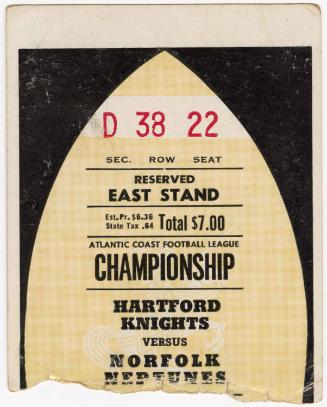 D 38 22
SEC. ROW SEAT
RESERVED
EAST STAND
Est. Pr. $6.36
State Tax .64 Total $7.00
ATLANTIC COAST FOOTBALL LEAGUE
CHAMPIONSHIP
HARTFORD
KNIGHTS
VERSUS
NORFOLK
NEPTUNES